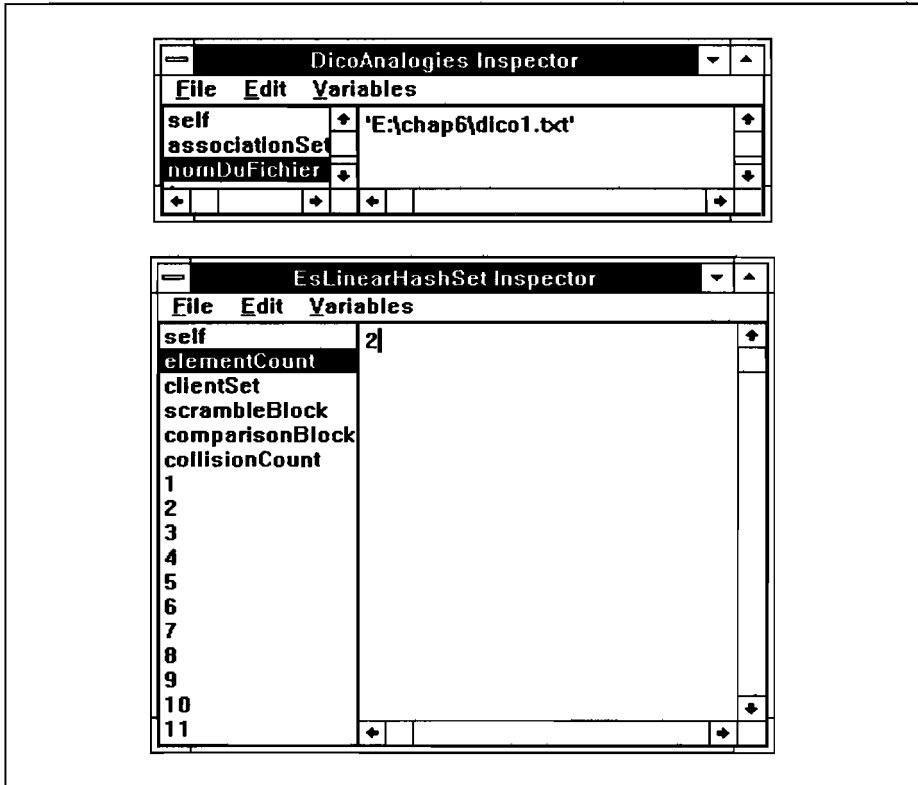 DicoAnalogies Inspector
File Edit Variables
self
associationSet
nomDuFichier
'E:\chap6\dico1.txt'
EsLinearHashSet Inspector
File Edit Variables
self
elementCount
clientSet
scrambleBlock
comparisonBlock
collisionCount
1
2
3
4
5
6
7
8
9
10
11
2